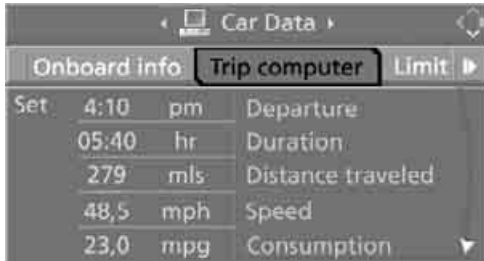 Car Data
Onboard info Trip computer Limit
Set 4:10 pm Departure
05:40 hr Duration
279 mls Distance traveled
48,5 mph Speed
23,0 mpg Consumption